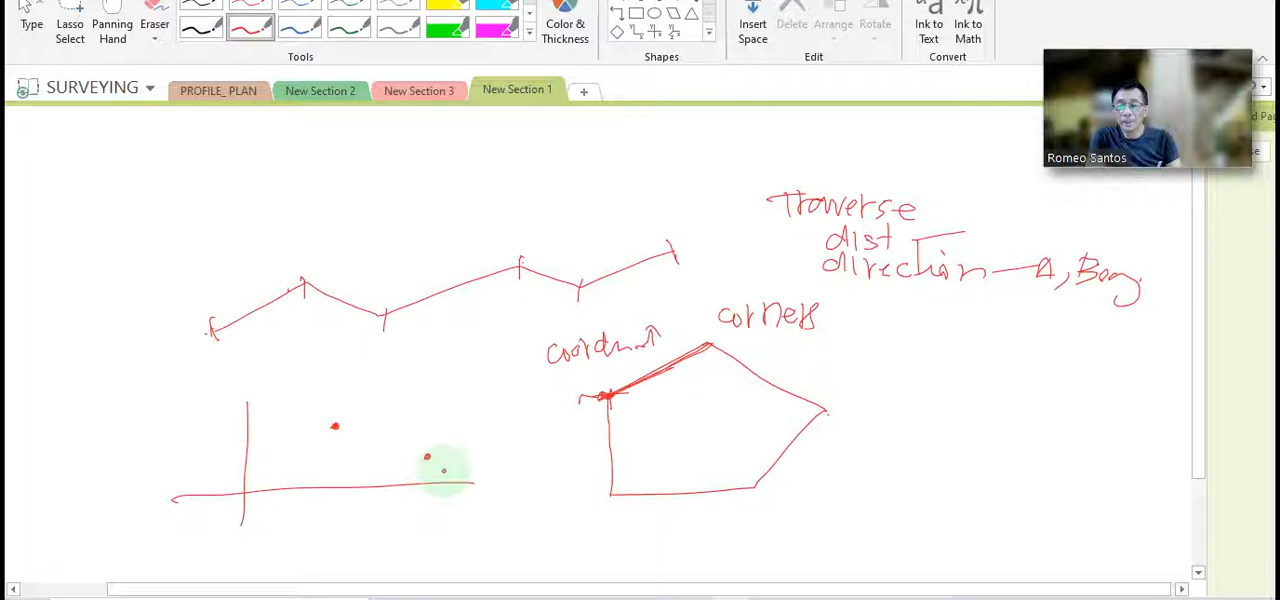 Tools
Lasso Select
Panning Hand
Eraser
Color & Thickness
Shapes
Insert Space
Delete
Arrange
Rotate
Edit
Ink to Text
Ink to Math
Convert
SURVEYING
PROFILE_ PLAN
New Section 2
New Section 3
New Section 1
Romeo Santos
Traverse
dist
direction
corners